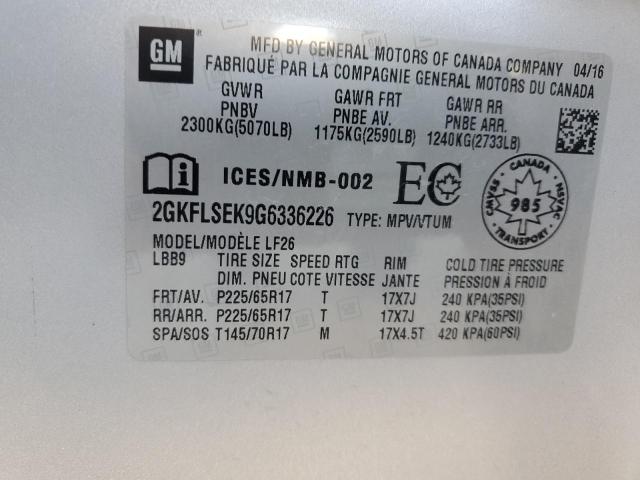 GM
MFD BY GENERAL MOTORS OF CANADA COMPANY 04/16
FABRIQUÉ PAR LA COMPAGNIE GENERAL MOTORS DU CANADA
GVWR GAWR FRT GAWR RR
PNBV PNBE AV. PNBE ARR.
2300KG(5070LB) 1175KG(2590LB) 1240KG(2733LB)
i ICES/NMB-002 EC
CANADA
CMVSS 985 NSVAC
TRANSPORT
2GKFLSEK9G6336226 TYPE: MPV/VTUM
MODEL/MODÈLE LF26
LBB9 TIRE SIZE SPEED RTG RIM COLD TIRE PRESSURE
DIM. PNEU COTE VITESSE JANTE PRESSION À FROID
FRT/AV. P225/65R17 T 17X7J 240 KPA(35PSI)
RR/ARR. P225/65R17 T 17X7J 240 KPA(35PSI)
SPA/SOS T145/70R17 M 17X4.5T 420 KPA(60PSI)